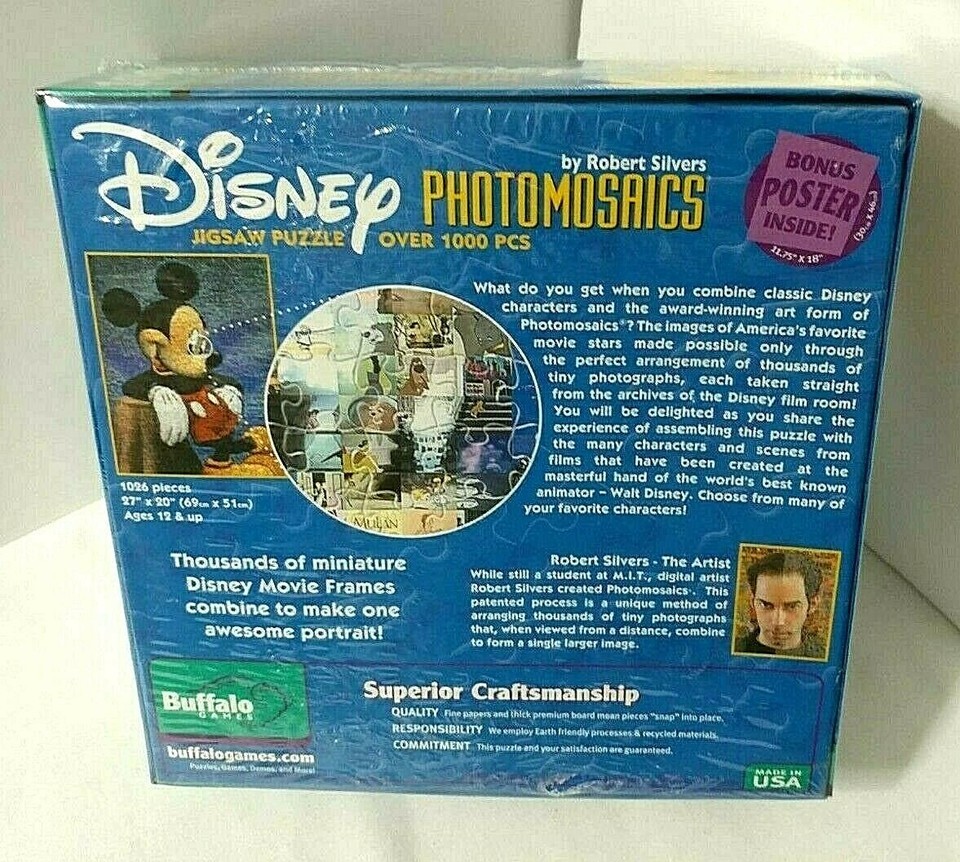 Disney
by Robert Silvers
PHOTOMOSAICS
JIGSAW PUZZLE OVER 1000 PCS
BONUS
POSTER
INSIDE!
11.75" X 18"
What do you get when you combine classic Disney
characters and the award-winning art form of
Photomosaics®? The images of America's favorite
movie stars made possible only through
the perfect arrangement of thousands of
tiny photographs, each taken straight
from the archives of the Disney film room!
You will be delighted as you share the
experience of assembling this puzzle with
the many characters and scenes from
films that have been created at the
masterful hand of the world's best known
animator – Walt Disney. Choose from many of
your favorite characters!
MULAN
1026 pieces
27" x 20" (69cm x 51cm)
Ages 12 & up
Thousands of miniature
Disney Movie Frames
combine to make one
awesome portrait!
Robert Silvers - The Artist
While still a student at M.I.T., digital artist
Robert Silvers created Photomosaics. This
patented process is a unique method of
arranging thousands of tiny photographs
that, when viewed from a distance, combine
to form a single larger image.
Buffalo
GAMES
buffalogames.com
Puzzles, Games, Demos, and More!
Superior Craftsmanship
QUALITY Fine papers and thick premium board mean pieces "snap" into place.
RESPONSIBILITY We employ Earth friendly processes & recycled materials.
COMMITMENT This puzzle and your satisfaction are guaranteed.
MADE IN
USA